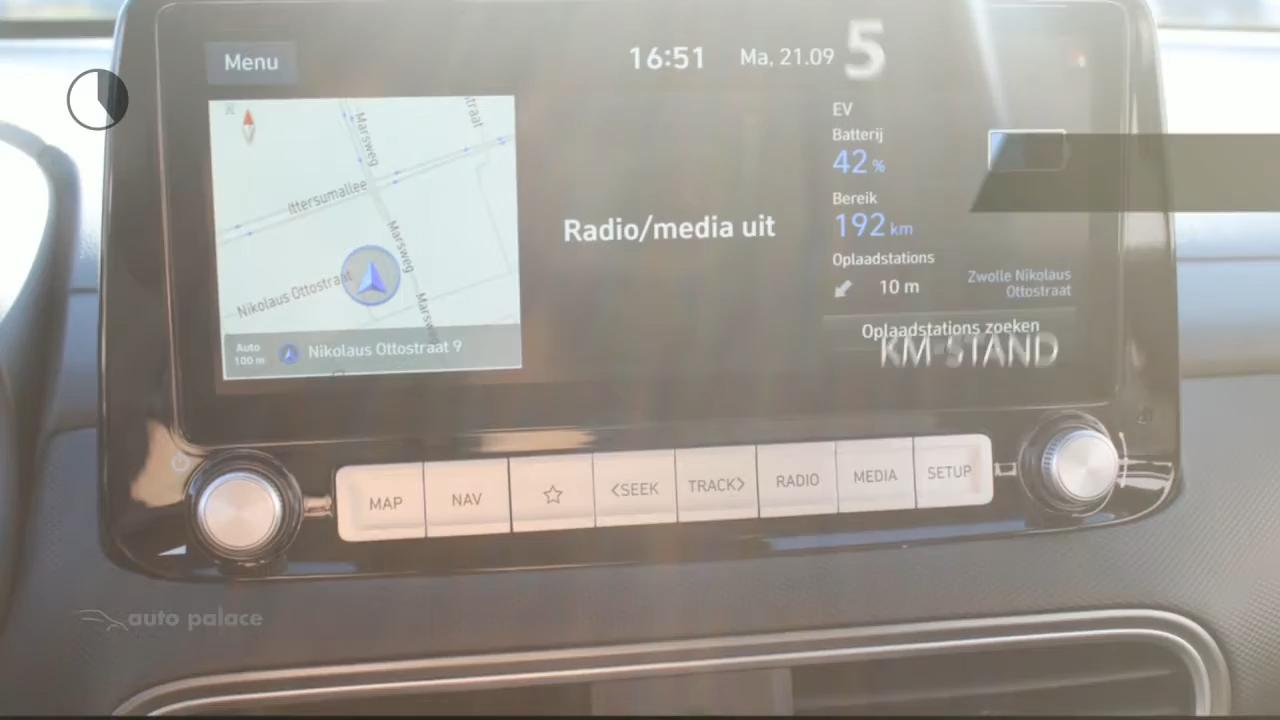 Menu
16:51
Ma, 21.09
5
Marsweg
Ittersumallee
Marsweg
Nikolaus Ottostraat
Auto
100 m
Nikolaus Ottostraat 9
Radio/media uit
EV
Batterij
42 %
Bereik
192 km
Oplaadstations
10 m
Zwolle Nikolaus
Ottostraat
Oplaadstations zoeken
KM-STAND
MAP
NAV
<SEEK
TRACK>
RADIO
MEDIA
SETUP
auto palace